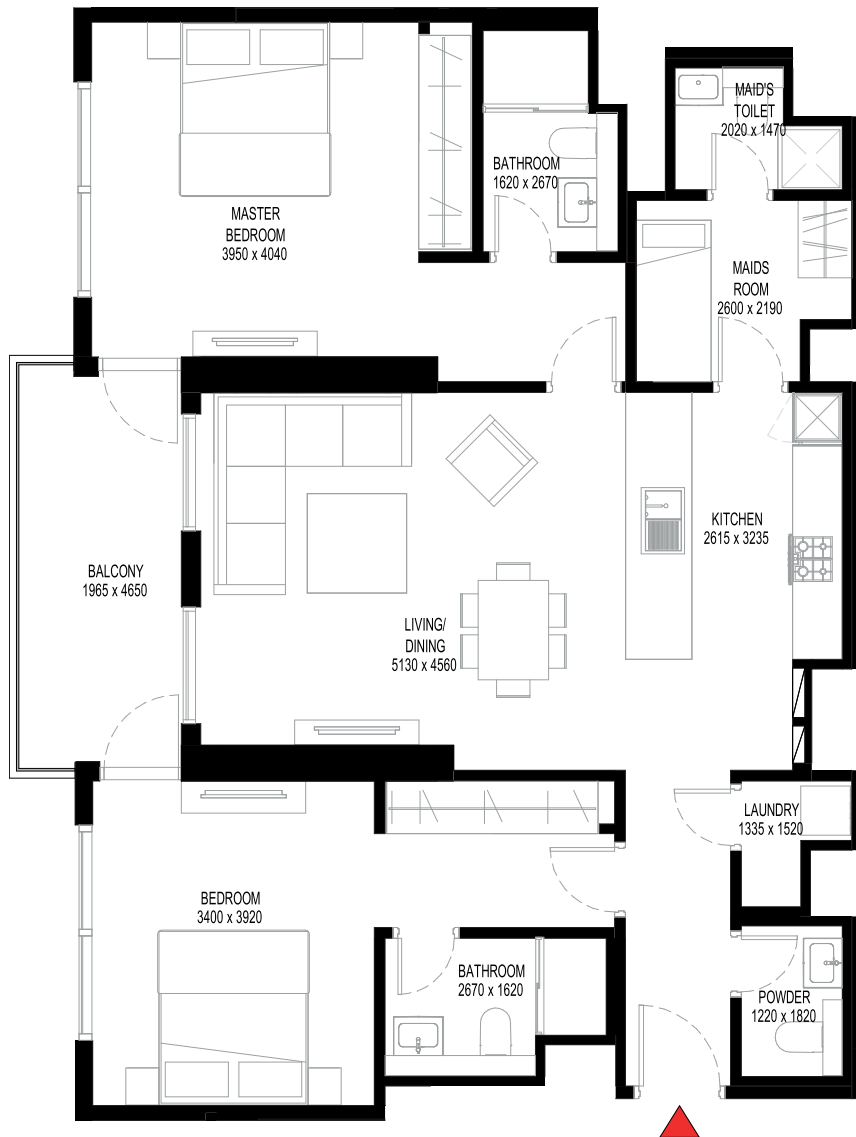 MAID'S
TOILET
2020 x 1470
BATHROOM
1620 x 2670
MASTER
BEDROOM
3950 x 4040
MAIDS
ROOM
2600 x 2190
KITCHEN
2615 x 3235
BALCONY
1965 x 4650
LIVING/
DINING
5130 x 4560
LAUNDRY
1335 x 1520
BEDROOM
3400 x 3920
BATHROOM
2670 x 1620
POWDER
1220 x 1820